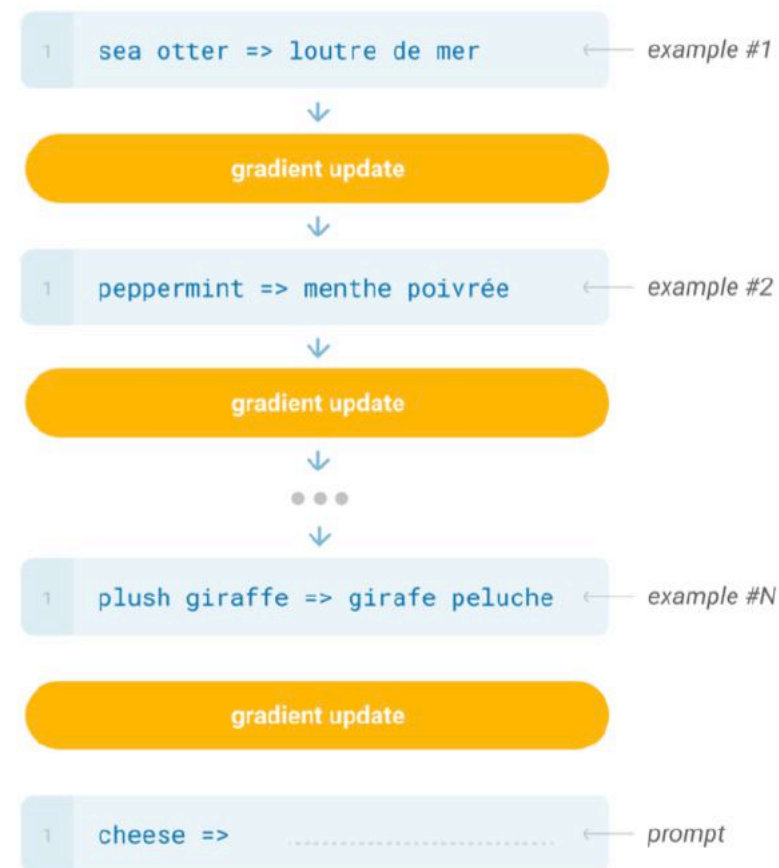 1 sea otter => loutre de mer example #1
gradient update
1 peppermint => menthe poivrée example #2
gradient update
1 plush giraffe => girafe peluche example #N
gradient update
1 cheese => prompt